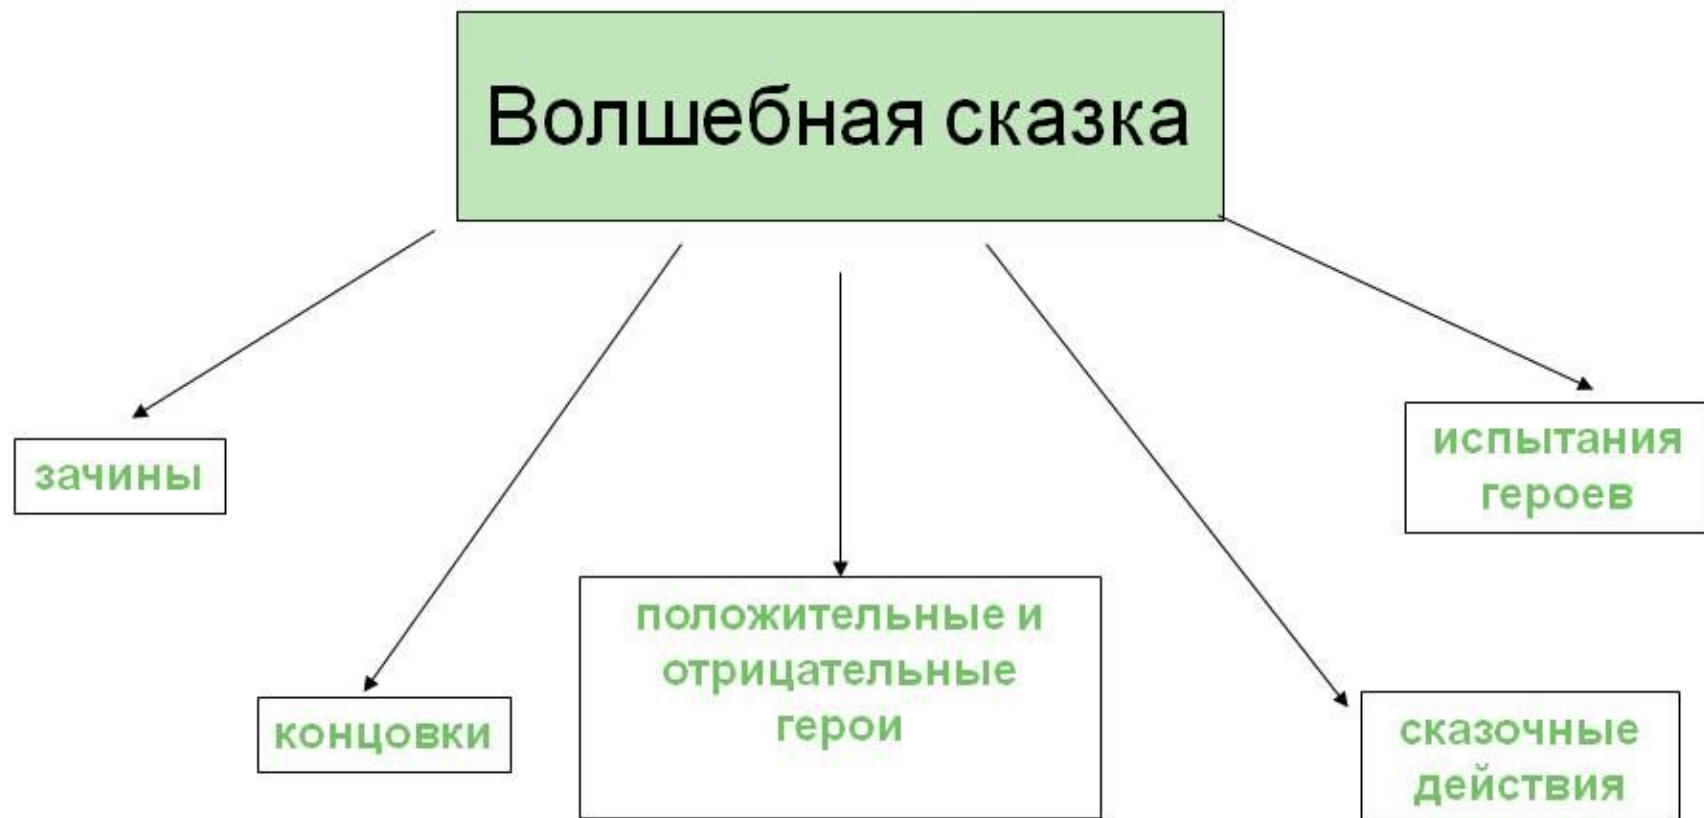 Волшебная сказка
зачины
концовки
положительные и
отрицательные
герои
сказочные
действия
испытания
героев